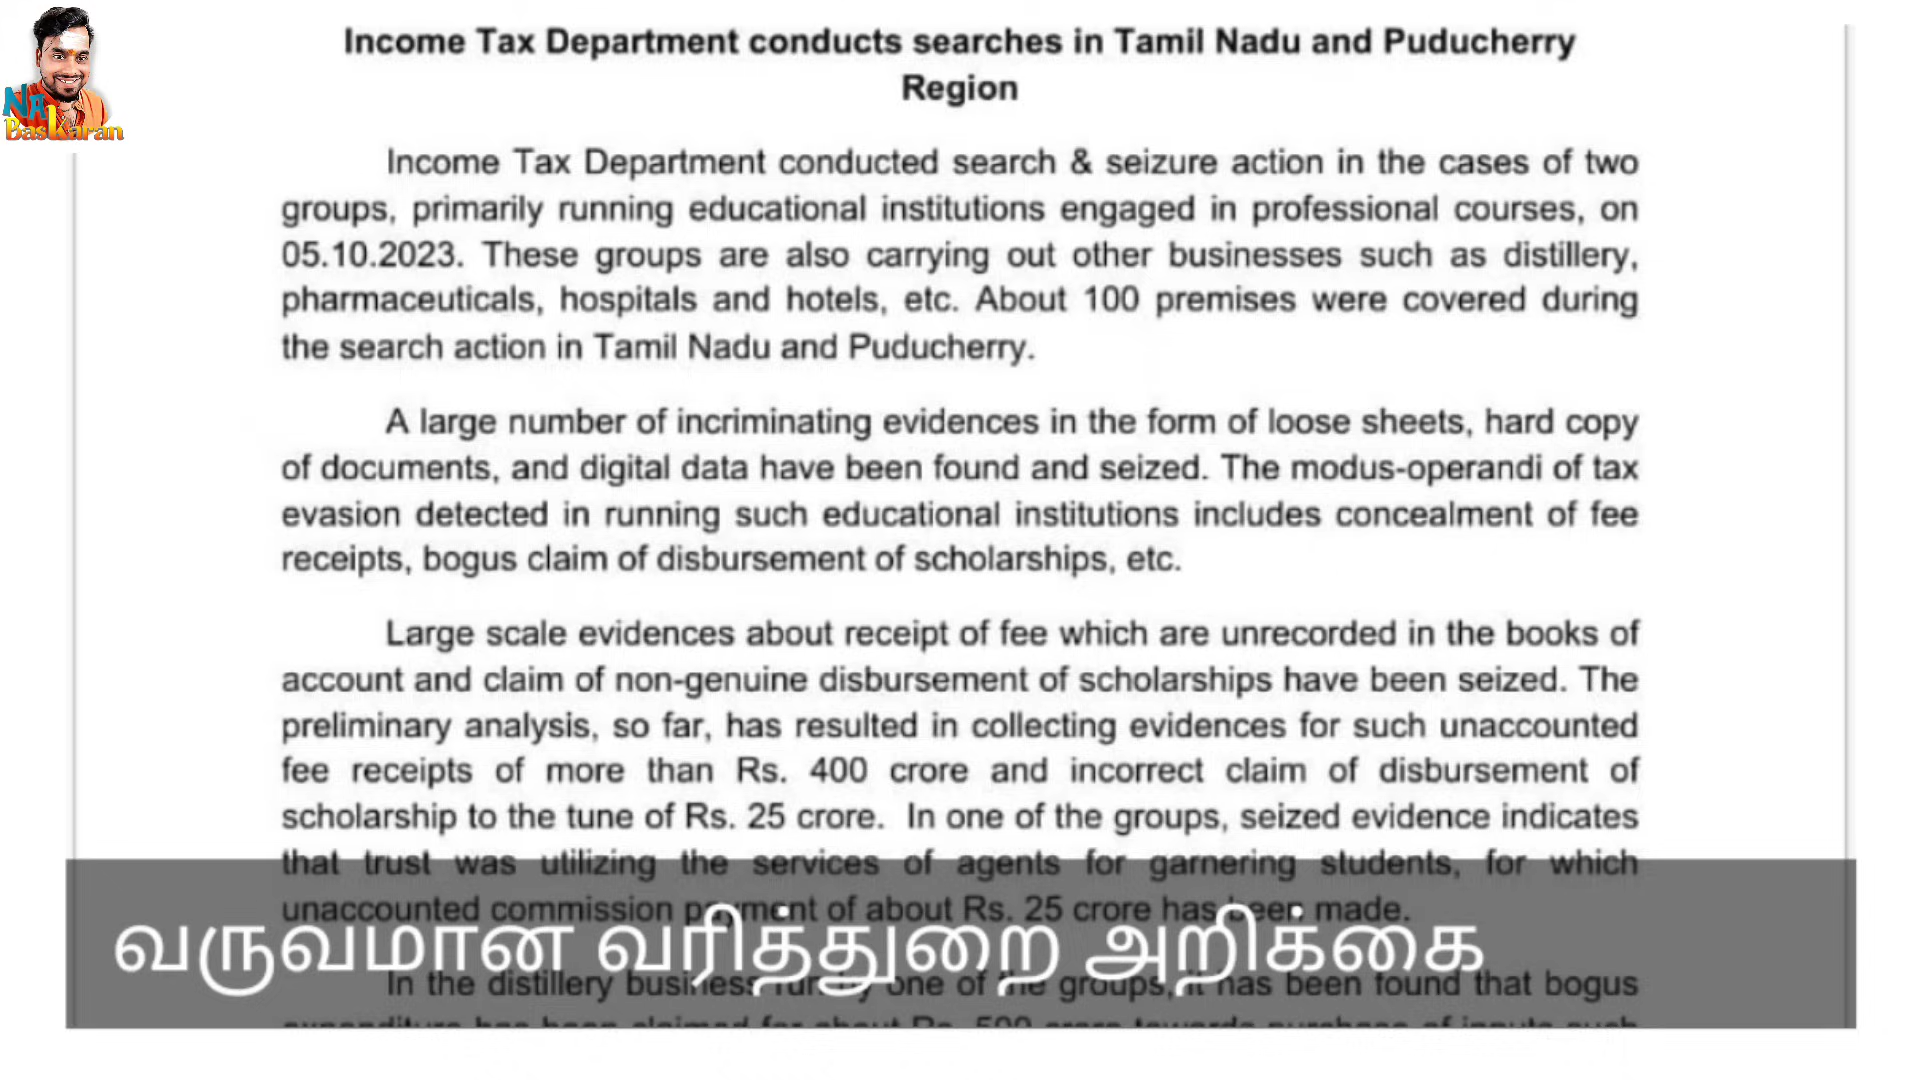 Na
Baskaran
Income Tax Department conducts searches in Tamil Nadu and Puducherry
Region
Income Tax Department conducted search & seizure action in the cases of two
groups, primarily running educational institutions engaged in professional courses, on
05.10.2023. These groups are also carrying out other businesses such as distillery,
pharmaceuticals, hospitals and hotels, etc. About 100 premises were covered during
the search action in Tamil Nadu and Puducherry.
A large number of incriminating evidences in the form of loose sheets, hard copy
of documents, and digital data have been found and seized. The modus-operandi of tax
evasion detected in running such educational institutions includes concealment of fee
receipts, bogus claim of disbursement of scholarships, etc.
Large scale evidences about receipt of fee which are unrecorded in the books of
account and claim of non-genuine disbursement of scholarships have been seized. The
preliminary analysis, so far, has resulted in collecting evidences for such unaccounted
fee receipts of more than Rs. 400 crore and incorrect claim of disbursement of
scholarship to the tune of Rs. 25 crore. In one of the groups, seized evidence indicates
that trust was utilizing the services of agents for garnering students, for which
unaccounted commission payment of about Rs. 25 crore has been made.
வருவமான வரித்துறை அறிக்கை
In the distillery business run by one of the groups, it has been found that bogus